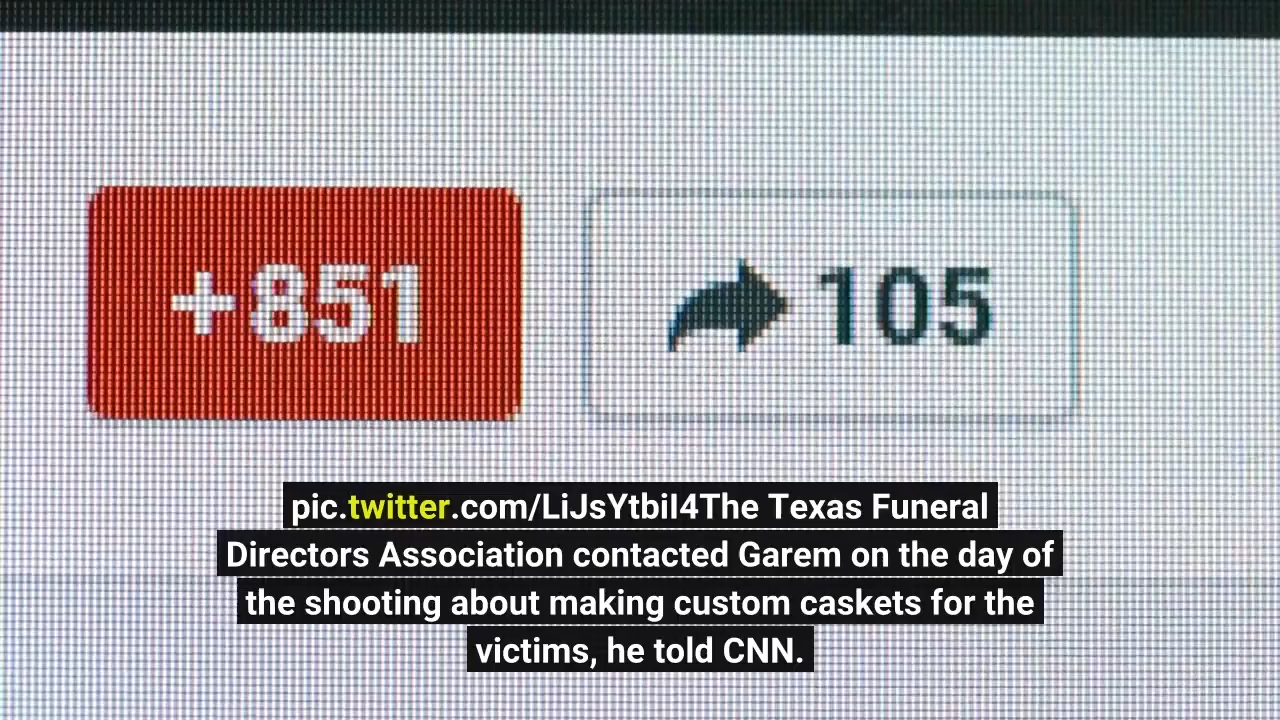 +851
105
pic.twitter.com/LiJsYtbiI4The Texas Funeral
Directors Association contacted Garem on the day of
the shooting about making custom caskets for the
victims, he told CNN.